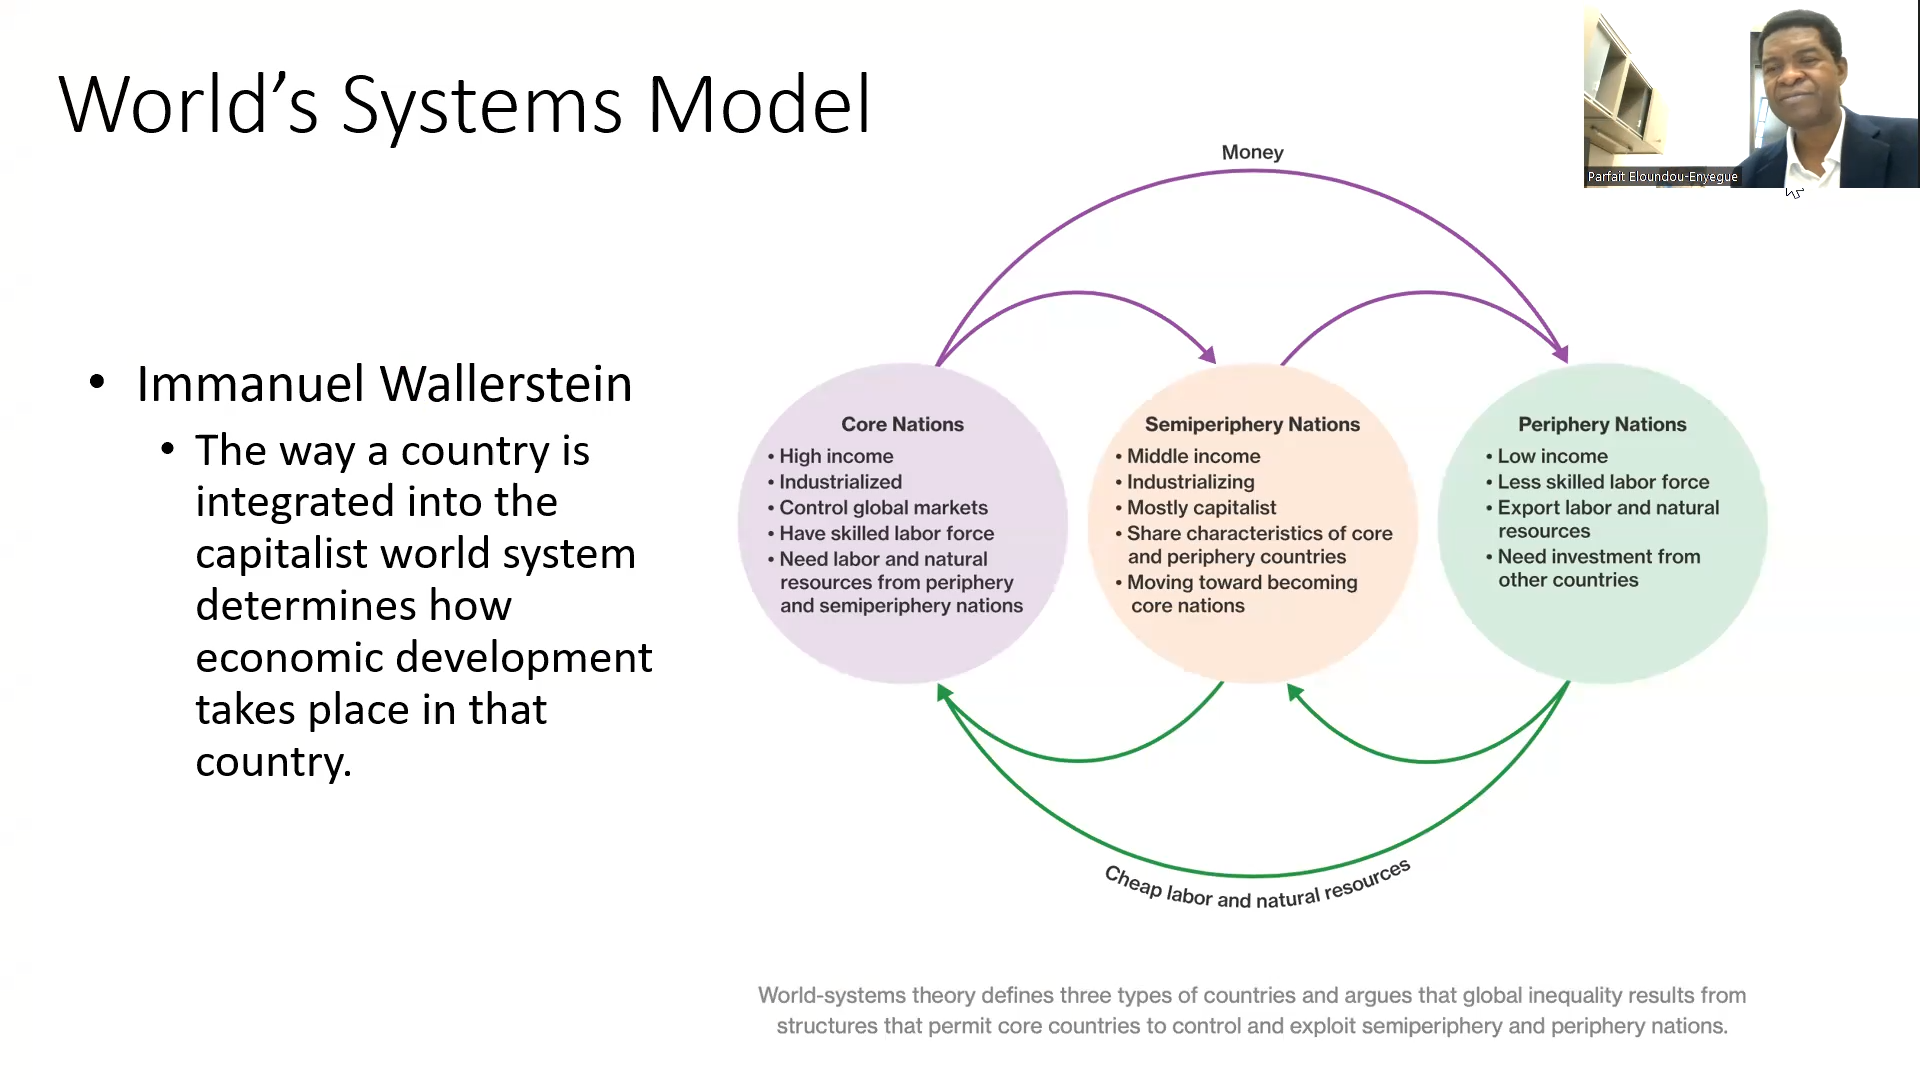 World’s Systems Model
Parfait Eloundou-Enyegue
• Immanuel Wallerstein
• The way a country is
integrated into the
capitalist world system
determines how
economic development
takes place in that
country.
Money
Core Nations
• High income
• Industrialized
• Control global markets
• Have skilled labor force
• Need labor and natural
resources from periphery
and semiperiphery nations
Semiperiphery Nations
• Middle income
• Industrializing
• Mostly capitalist
• Share characteristics of core
and periphery countries
• Moving toward becoming
core nations
Periphery Nations
• Low income
• Less skilled labor force
• Export labor and natural
resources
• Need investment from
other countries
Cheap labor and natural resources
World-systems theory defines three types of countries and argues that global inequality results from
structures that permit core countries to control and exploit semiperiphery and periphery nations.